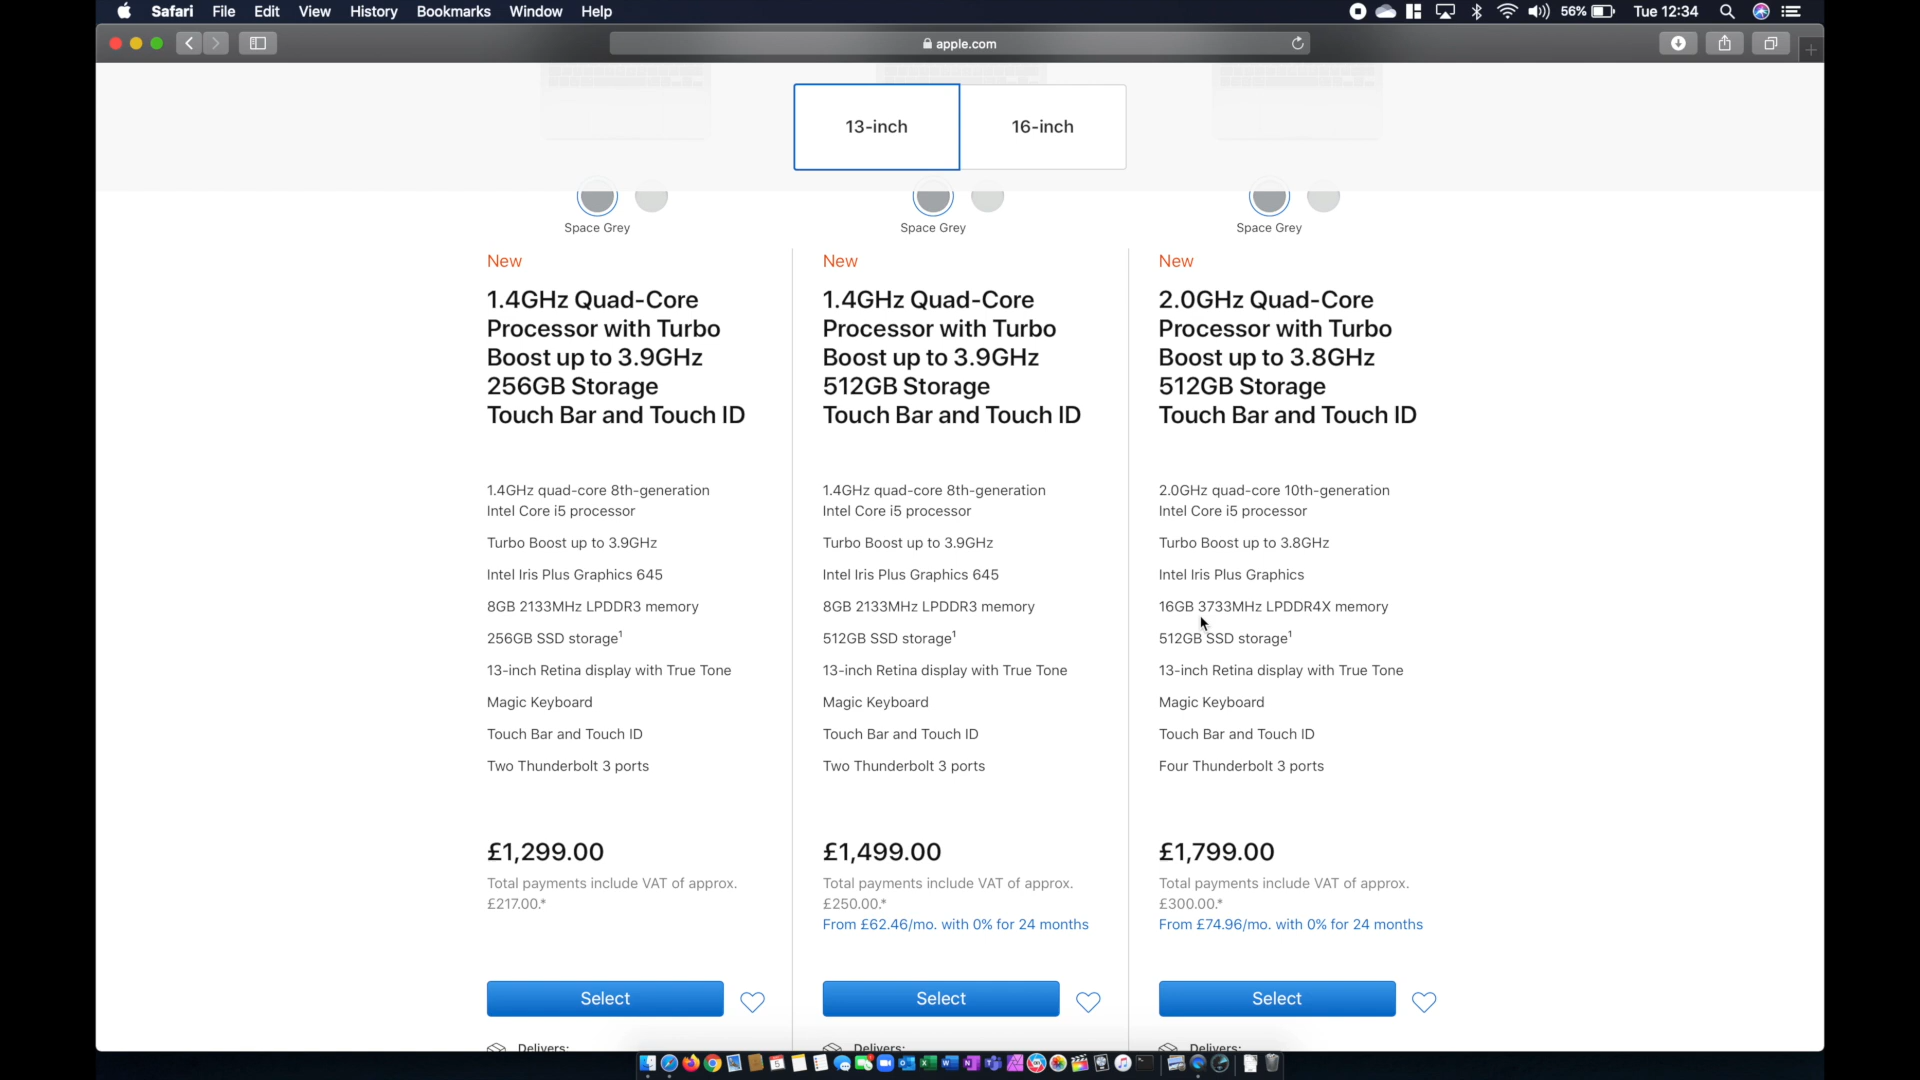 Safari File Edit View History Bookmarks Window Help
56% Tue 12:34
apple.com
13-inch
16-inch
Space Grey
Space Grey
Space Grey
New
1.4GHz Quad-Core
Processor with Turbo
Boost up to 3.9GHz
256GB Storage
Touch Bar and Touch ID
1.4GHz quad-core 8th-generation
Intel Core i5 processor
Turbo Boost up to 3.9GHz
Intel Iris Plus Graphics 645
8GB 2133MHz LPDDR3 memory
256GB SSD storage¹
13-inch Retina display with True Tone
Magic Keyboard
Touch Bar and Touch ID
Two Thunderbolt 3 ports
£1,299.00
Total payments include VAT of approx.
£217.00.*
Select
Delivers:
New
1.4GHz Quad-Core
Processor with Turbo
Boost up to 3.9GHz
512GB Storage
Touch Bar and Touch ID
1.4GHz quad-core 8th-generation
Intel Core i5 processor
Turbo Boost up to 3.9GHz
Intel Iris Plus Graphics 645
8GB 2133MHz LPDDR3 memory
512GB SSD storage¹
13-inch Retina display with True Tone
Magic Keyboard
Touch Bar and Touch ID
Two Thunderbolt 3 ports
£1,499.00
Total payments include VAT of approx.
£250.00.*
From £62.46/mo. with 0% for 24 months
Select
Delivers:
New
2.0GHz Quad-Core
Processor with Turbo
Boost up to 3.8GHz
512GB Storage
Touch Bar and Touch ID
2.0GHz quad-core 10th-generation
Intel Core i5 processor
Turbo Boost up to 3.8GHz
Intel Iris Plus Graphics
16GB 3733MHz LPDDR4X memory
512GB SSD storage¹
13-inch Retina display with True Tone
Magic Keyboard
Touch Bar and Touch ID
Four Thunderbolt 3 ports
£1,799.00
Total payments include VAT of approx.
£300.00.*
From £74.96/mo. with 0% for 24 months
Select
Delivers: